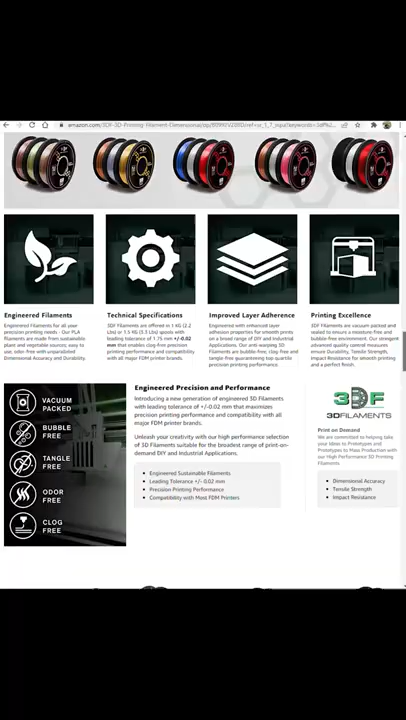 amazon.com/3DF-3D-Printing-Filament-Dimensional/dp/
Engineered Filaments
Engineered Filaments for all your
precision printing needs - Our PLA
filaments are made from sustainable
plant and vegetable sources; easy to
use, odor-free with unparalleled
Dimensional Accuracy and Durability.
Technical Specifications
3DF Filaments are offered in 1 KG (2.2
Lbs) or 1.5 KG (3.3 Lbs) spools with
leading tolerance of 1.75 mm +/-0.02
mm that enables clog-free precision
printing performance and compatibility
with all major FDM printer brands.
Improved Layer Adherence
Engineered with enhanced layer
adhesion properties for smooth prints
on a broad range of DIY and Industrial
Applications. Our anti-warping 3D
Filaments are bubble-free; clog free and
tangle-free guaranteeing top quartile
precision printing performance.
Printing Excellence
3DF Filaments are vacuum packed and
sealed to ensure a moisture-free and
bubble-free environment. Our stringent
advanced quality control measures
ensure Durability, Tensile Strength,
Impact Resistance for smooth printing
and a perfect finish.
VACUUM
PACKED
BUBBLE
FREE
TANGLE
FREE
ODOR
FREE
CLOG
FREE
Engineered Precision and Performance
Introducing a new generation of engineered 3D Filaments
with leading tolerance of +/-0.02 mm that maximizes
precision printing performance and compatibility with all
major FDM printer brands.
Unleash your creativity with our high performance selection
of 3D Filaments suitable for the broadest range of print-on-
demand DIY and Industrial Applications.
Engineered Sustainable Filaments
Leading Tolerance +/- 0.02 mm
Precision Printing Performance
Compatibility with Most FDM Printers
3DF
3DFILAMENTS
Print on Demand
We are committed to helping take
your Ideas to Prototypes and
Prototypes to Mass Production with
our High Performance 3D Printing
Filaments
Dimensional Accuracy
Tensile Strength
Impact Resistance